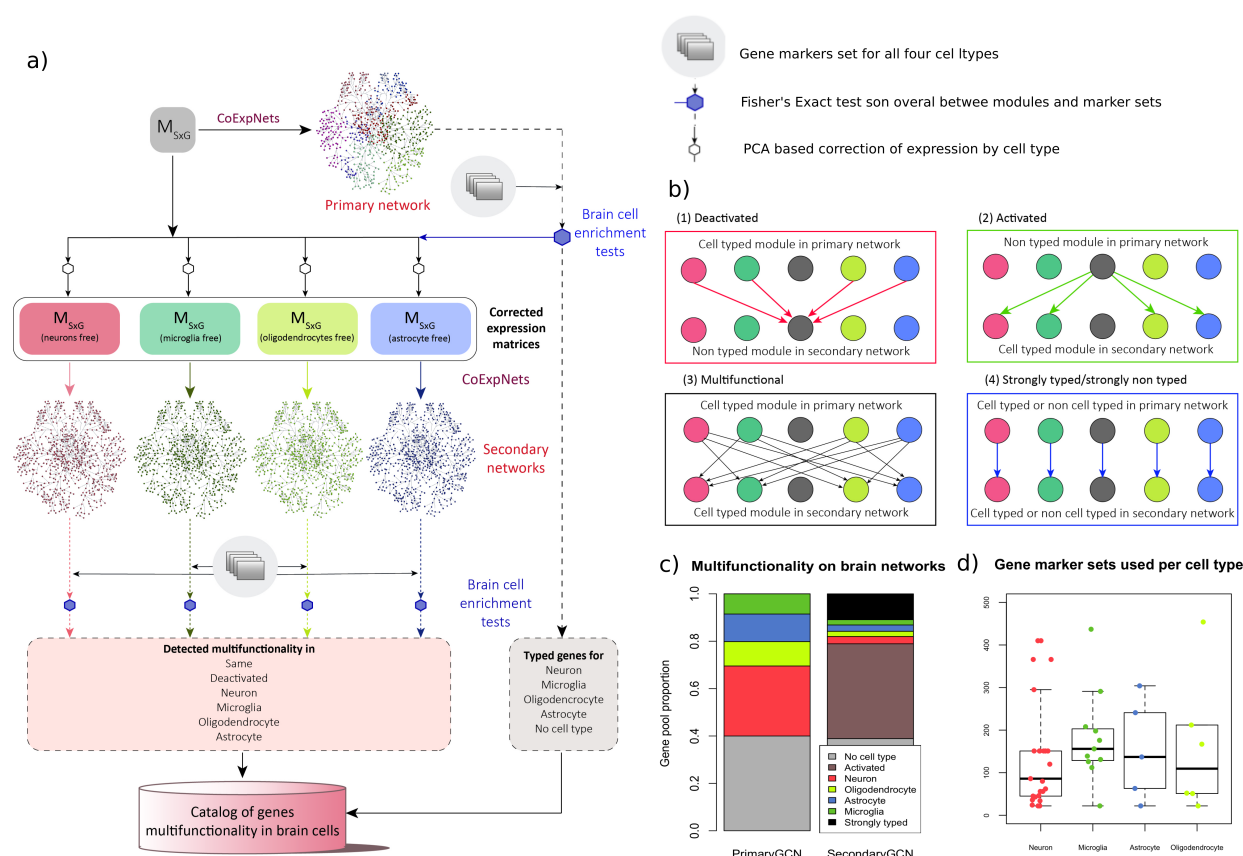 a)
M SxG
CoExpNets
Primary network
Brain cell
enrichment
tests
M SxG
(neurons free)
M SxG
(microglia free)
M SxG
(oligodendrocytes free)
M SxG
(astrocyte free)
Corrected
expression
matrices
CoExpNets
Secondary
networks
Brain cell
enrichment
tests
Detected multifunctionality in
Same
Deactivated
Neuron
Microglia
Oligodendrocyte
Astrocyte
Typed genes for
Neuron
Microglia
Oligodencrocyte
Astrocyte
No cell type
Catalog of genes
multifunctionality in brain cells
Gene markers set for all four cel ltypes
Fisher's Exact test son overal betwee modules and marker sets
PCA based correction of expression by cell type
b)
(1) Deactivated
Cell typed module in primary network
Non typed module in secondary network
(2) Activated
Non typed module in primary network
Cell typed module in secondary network
(3) Multifunctional
Cell typed module in primary network
Cell typed module in secondary network
(4) Strongly typed/strongly non typed
Cell typed or non cell typed in primary network
Cell typed or non cell typed in secondary network
c)
Multifunctionality on brain networks
Gene pool proportion
1.0
0.8
0.6
0.4
0.2
0.0
No cell type
Activated
Neuron
Oligodendrocyte
Astrocyte
Microglia
Strongly typed
PrimaryGCN
SecondaryGCN
d)
Gene marker sets used per cell type
500
400
300
200
100
0
Neuron
Microglia
Astrocyte
Oligodendrocyte